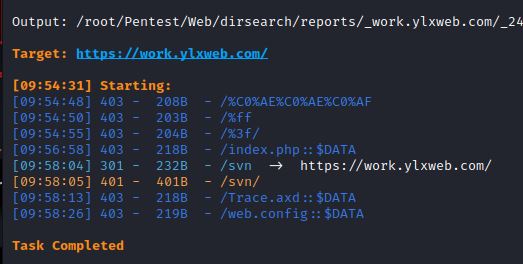 Output: /root/Pentest/Web/dirsearch/reports/_work.ylxweb.com/_24
Target: https://work.ylxweb.com/
[09:54:31] Starting:
[09:54:48] 403 -  208B  - /%C0%AE%C0%AE%C0%AF
[09:54:50] 403 -  203B  - /%ff
[09:54:55] 403 -  204B  - /%3f/
[09:56:58] 403 -  218B  - /index.php::$DATA
[09:58:04] 301 -  232B  - /svn  ->  https://work.ylxweb.com/
[09:58:05] 401 -  401B  - /svn/
[09:58:13] 403 -  218B  - /Trace.axd::$DATA
[09:58:26] 403 -  219B  - /web.config::$DATA
Task Completed